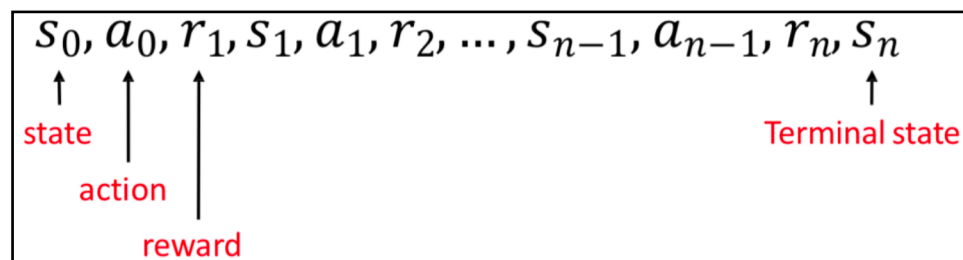 s₀, a₀, r₁, s₁, a₁, r₂, …, sₙ₋₁, aₙ₋₁, rₙ, sₙ
state
Terminal state
action
reward